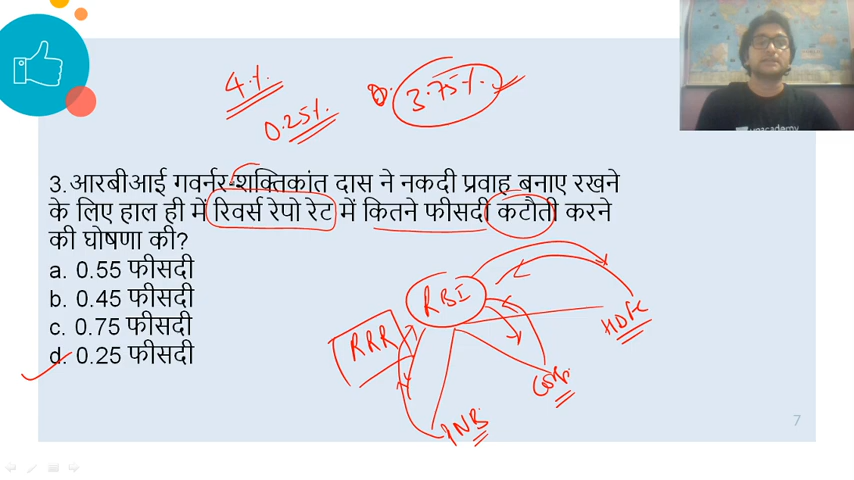 4%
0.25%
3.75%
unacademy
3.आरबीआई गवर्नर-शक्तिकांत दास ने नकदी प्रवाह बनाए रखने
के लिए हाल ही में रिवर्स रेपो रेट में कितने फीसदी कटौती करने
की घोषणा की?
a. 0.55 फीसदी
b. 0.45 फीसदी
c. 0.75 फीसदी
d. 0.25 फीसदी
RBI
RRR
HDFC
PNB
7